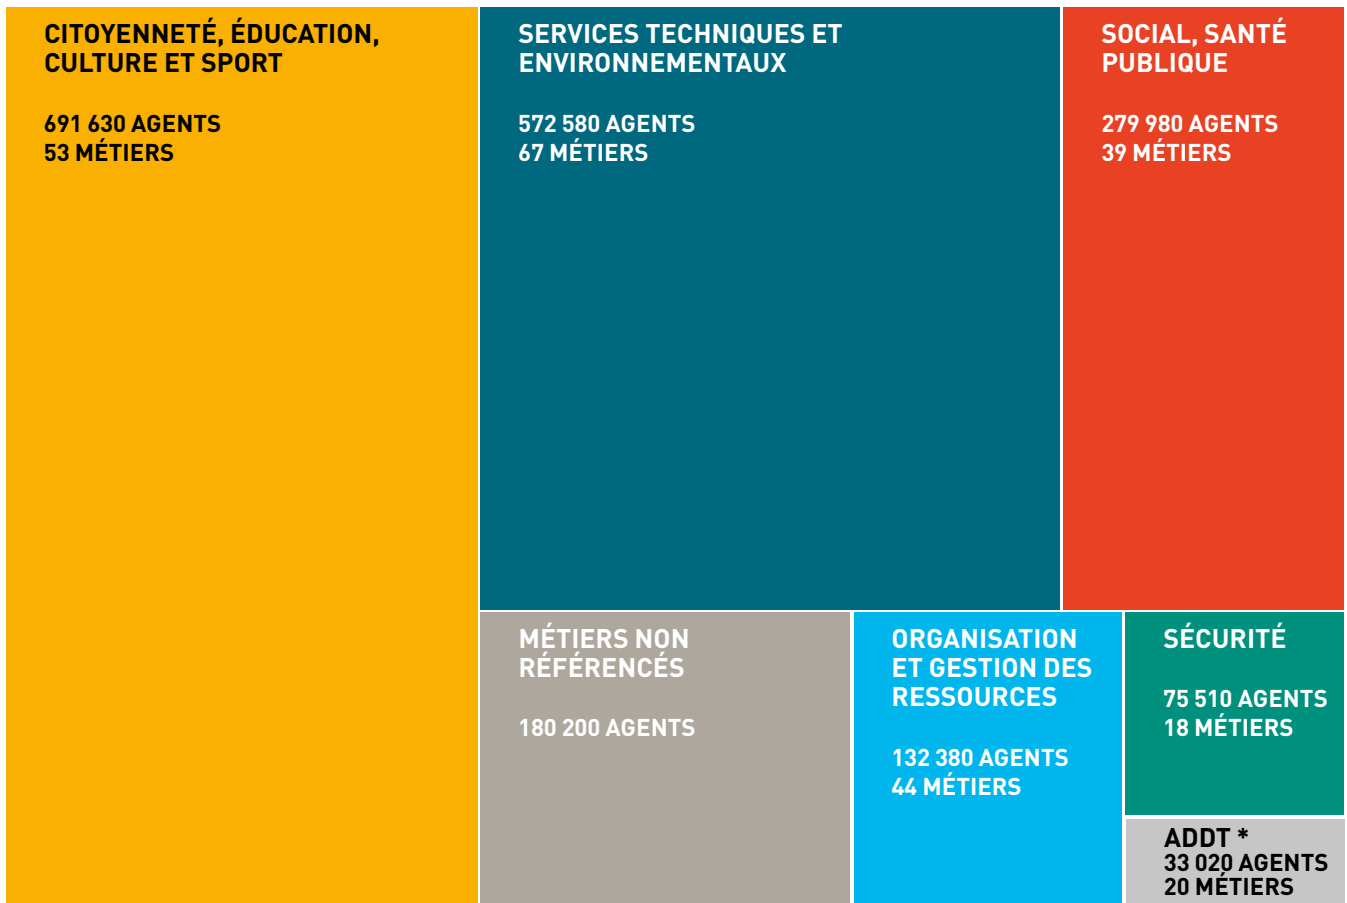 CITOYENNETÉ, ÉDUCATION,
CULTURE ET SPORT
691 630 AGENTS
53 MÉTIERS
SERVICES TECHNIQUES ET
ENVIRONNEMENTAUX
572 580 AGENTS
67 MÉTIERS
SOCIAL, SANTÉ
PUBLIQUE
279 980 AGENTS
39 MÉTIERS
MÉTIERS NON
RÉFÉRENCÉS
180 200 AGENTS
ORGANISATION
ET GESTION DES
RESSOURCES
132 380 AGENTS
44 MÉTIERS
SÉCURITÉ
75 510 AGENTS
18 MÉTIERS
ADDT *
33 020 AGENTS
20 MÉTIERS